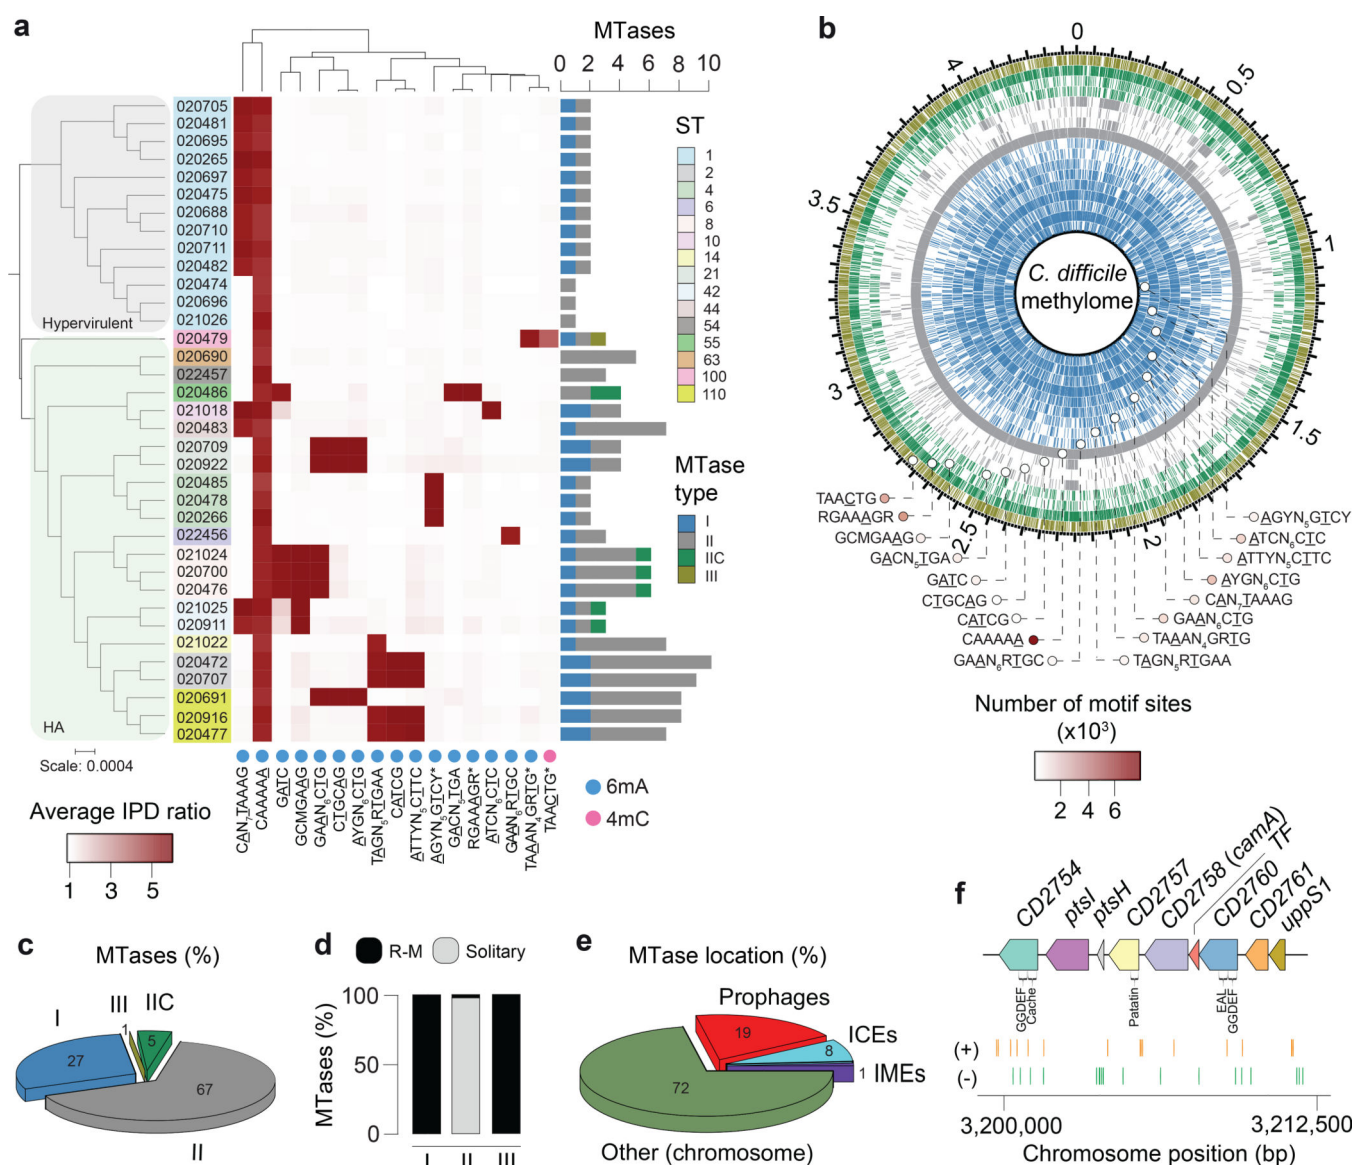 a
MTases
0 2 4 6 8 10
020705
020481
020695
020265
020697
020475
020688
020710
020711
020482
020474
020696
021026
Hypervirulent
020479
020690
022457
020486
021018
020483
020709
020922
020485
020478
020266
022456
021024
020700
020476
021025
020911
021022
020472
020707
020691
020916
020477
HA
Scale: 0.0004
Average IPD ratio
1 3 5
CAN7TAAAG
CAAAAA
GATC
GCMGAAG
GAAN6CTG
CTGCAG
AYGN6CTG
TAGN5RTGAA
CATCG
ATTYN5CTTC
AGYN5GTCY*
GACN5TGA
RGAAAGR*
ATCN6CTC
GAAN6RTGC
TAAAN4GRTG*
TAACTG*
6mA
4mC
ST
1
2
4
6
8
10
14
21
42
44
54
55
63
100
110
MTase
type
I
II
IIC
III
b
0
0.5
1
1.5
2
2.5
3
3.5
4
C. difficile
methylome
TAACTG
RGAAAGR
GCMGAAG
GACN5TGA
GATC
CTGCAG
CATCG
CAAAAA
GAAN6RTGC
AGYN5GTCY
ATCN6CTC
ATTYN5CTTC
AYGN6CTG
CAN7TAAAG
GAAN6CTG
TAAAN4GRTG
TAGN5RTGAA
Number of motif sites
(x10³)
2 4 6
c
MTases (%)
I
III
IIC
II
27
1
5
67
d
R-M
Solitary
MTases (%)
100
50
0
I II III
e
MTase location (%)
Prophages
ICEs
IMEs
19
8
1
72
Other (chromosome)
f
CD2754
ptsI
ptsH
CD2757
CD2758 (camA)
TF
CD2760
CD2761
uppS1
GGDEF
Cache
Patatin
EAL
GGDEF
(+)
(-)
3,200,000
3,212,500
Chromosome position (bp)